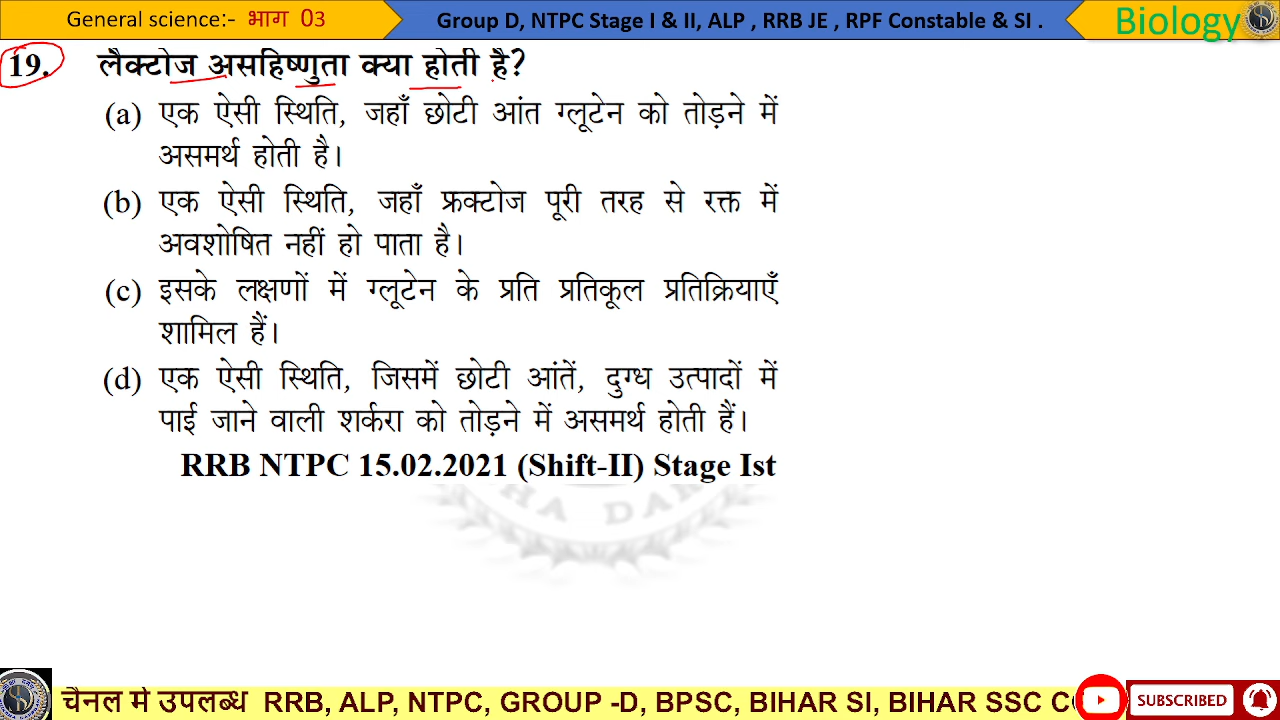 General science:- भाग 03
Group D, NTPC Stage I & II, ALP , RRB JE , RPF Constable & SI .
Biology
19. लैक्टोज असहिष्णुता क्या होती है?
(a) एक ऐसी स्थिति, जहाँ छोटी आंत ग्लूटेन को तोड़ने में
असमर्थ होती है।
(b) एक ऐसी स्थिति, जहाँ फ्रक्टोज पूरी तरह से रक्त में
अवशोषित नहीं हो पाता है।
(c) इसके लक्षणों में ग्लूटेन के प्रति प्रतिकूल प्रतिक्रियाएँ
शामिल हैं।
(d) एक ऐसी स्थिति, जिसमें छोटी आंतें, दुग्ध उत्पादों में
पाई जाने वाली शर्करा को तोड़ने में असमर्थ होती हैं।
RRB NTPC 15.02.2021 (Shift-II) Stage Ist
HA DAR
चैनल मे उपलब्ध RRB, ALP, NTPC, GROUP -D, BPSC, BIHAR SI, BIHAR SSC
SUBSCRIBED